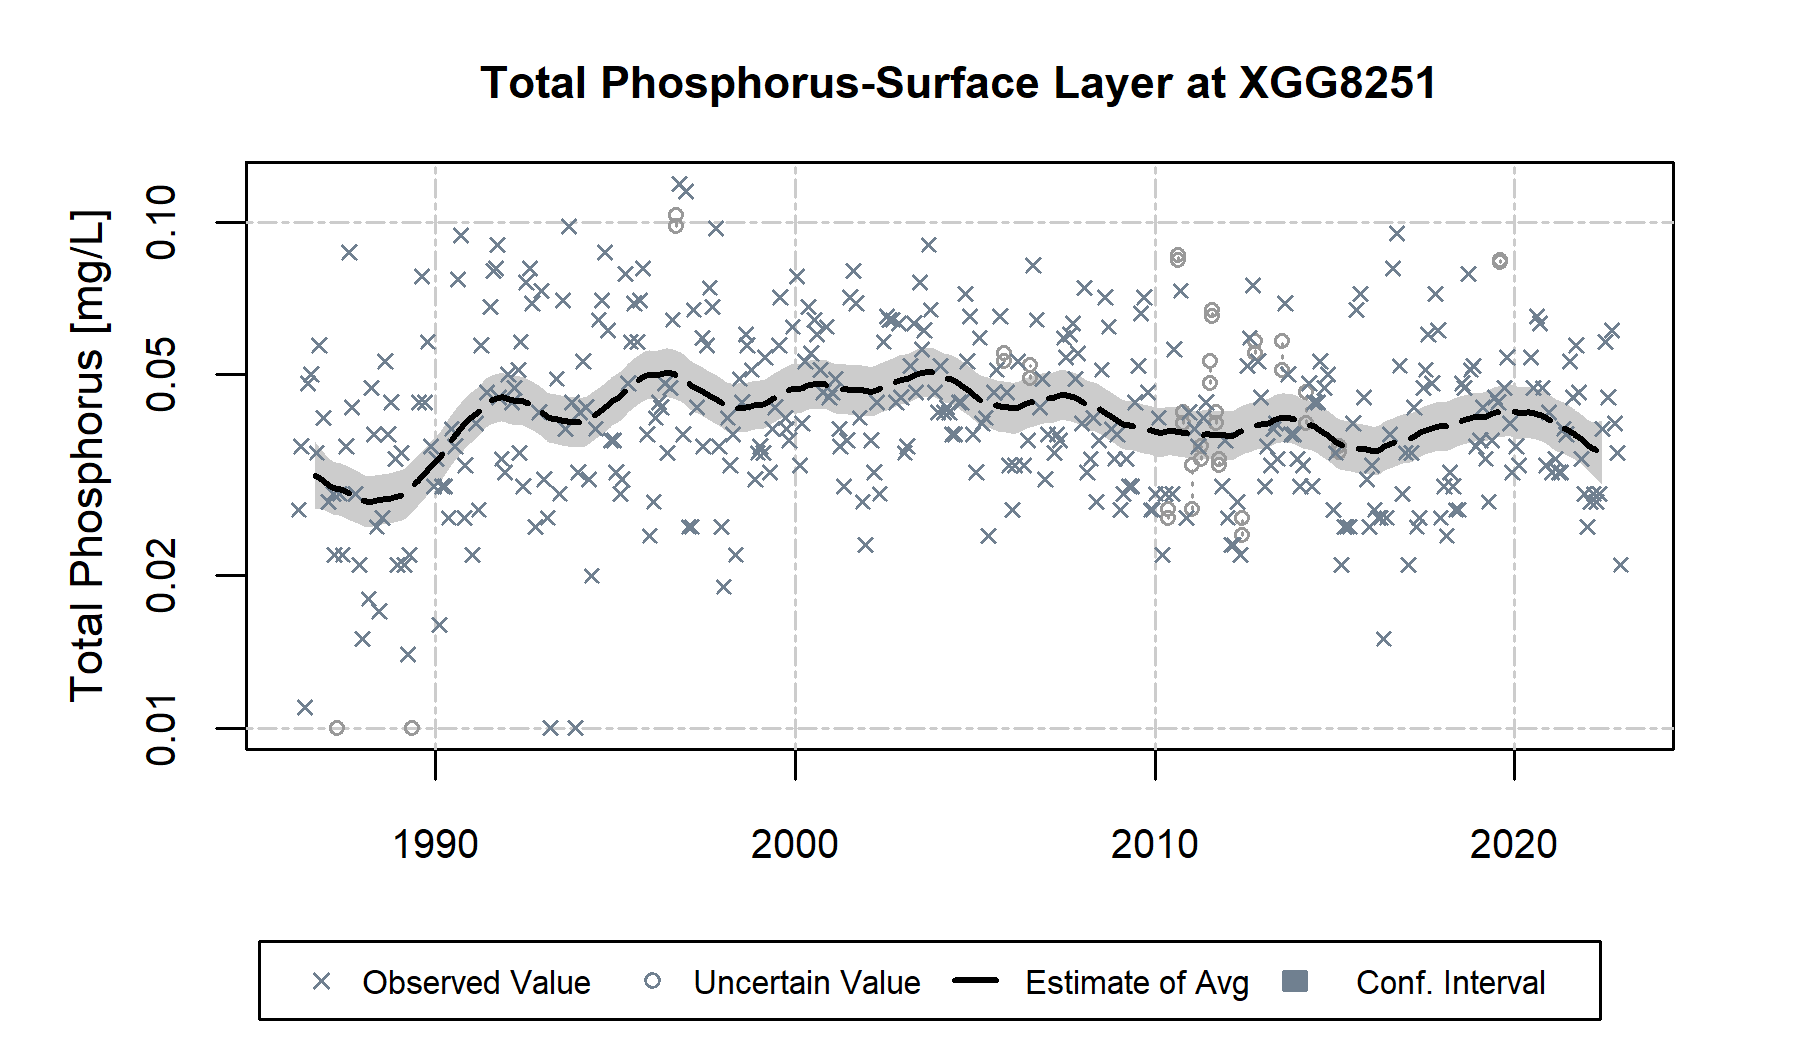 Total Phosphorus-Surface Layer at XGG8251
Total Phosphorus [mg/L]
0.10
0.05
0.02
0.01
1990 2000 2010 2020
Observed Value Uncertain Value Estimate of Avg Conf. Interval